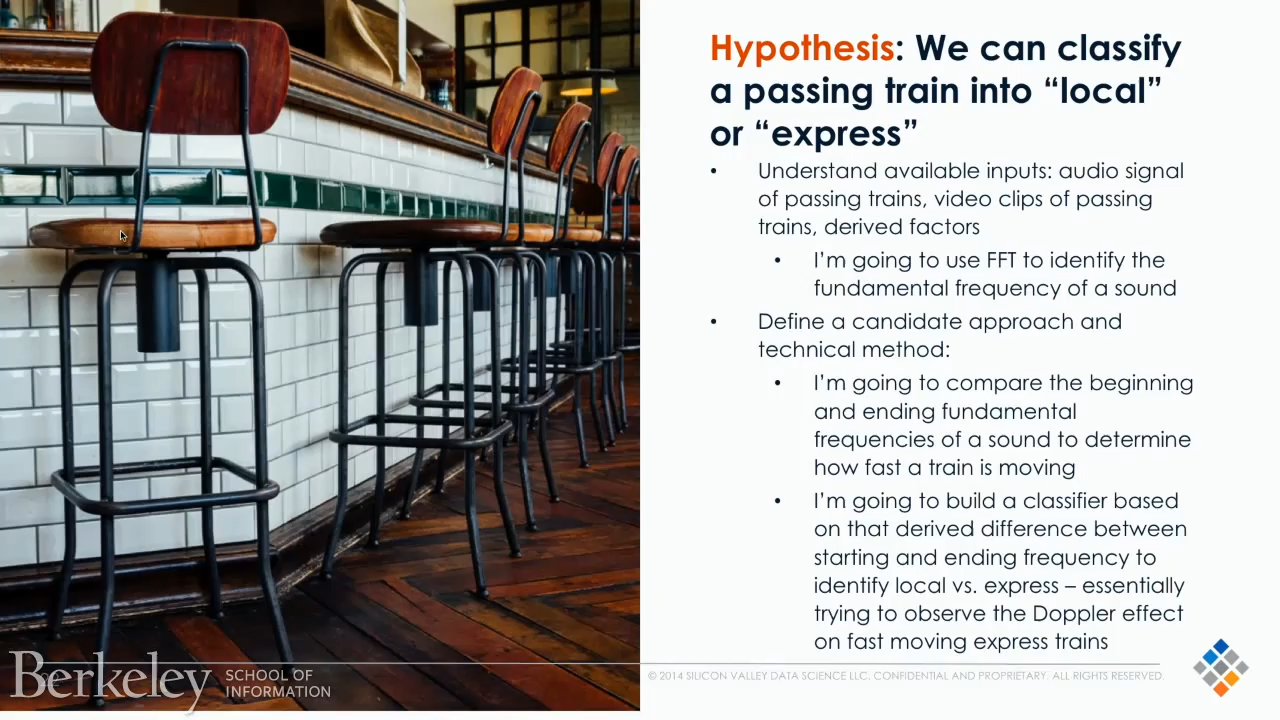 Hypothesis: We can classify
a passing train into “local”
or “express”
• Understand available inputs: audio signal
of passing trains, video clips of passing
trains, derived factors
• I’m going to use FFT to identify the
fundamental frequency of a sound
• Define a candidate approach and
technical method:
• I’m going to compare the beginning
and ending fundamental
frequencies of a sound to determine
how fast a train is moving
• I’m going to build a classifier based
on that derived difference between
starting and ending frequency to
identify local vs. express – essentially
trying to observe the Doppler effect
on fast moving express trains
Berkeley SCHOOL OF
INFORMATION
© 2014 SILICON VALLEY DATA SCIENCE LLC. CONFIDENTIAL AND PROPRIETARY. ALL RIGHTS RESERVED.